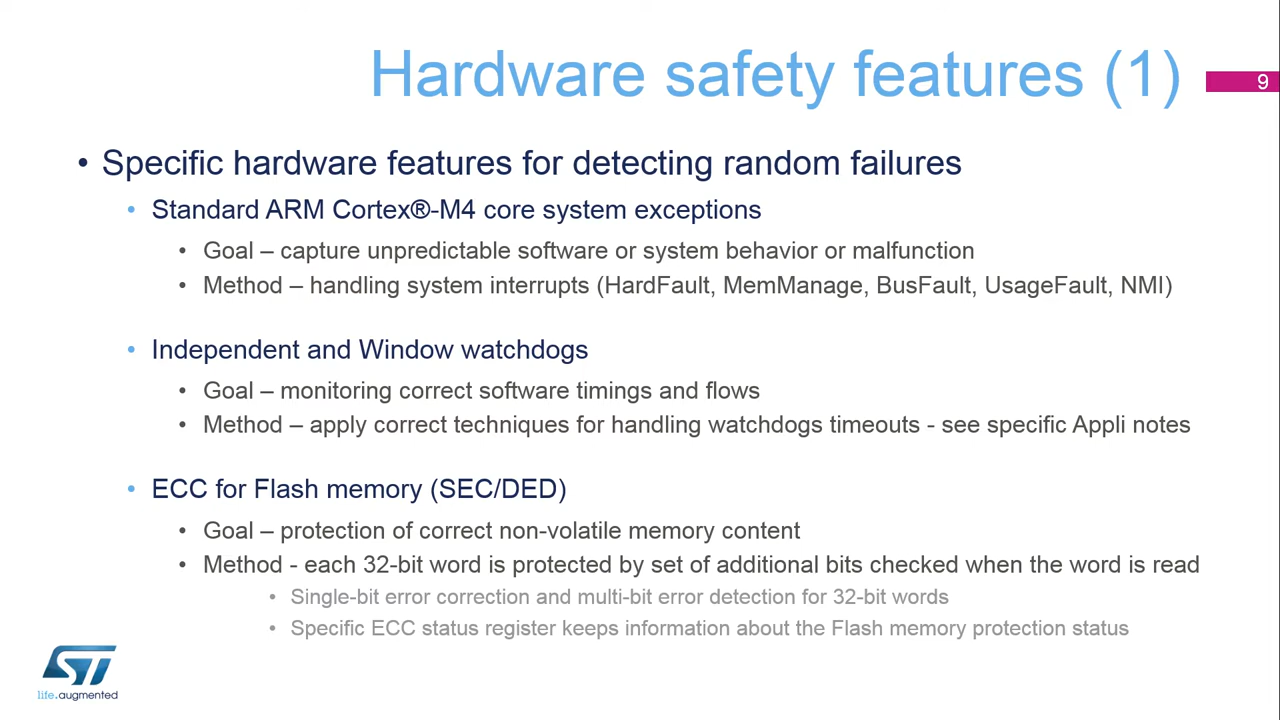 Hardware safety features (1)
9
• Specific hardware features for detecting random failures
• Standard ARM Cortex®-M4 core system exceptions
• Goal – capture unpredictable software or system behavior or malfunction
• Method – handling system interrupts (HardFault, MemManage, BusFault, UsageFault, NMI)
• Independent and Window watchdogs
• Goal – monitoring correct software timings and flows
• Method – apply correct techniques for handling watchdogs timeouts - see specific Appli notes
• ECC for Flash memory (SEC/DED)
• Goal – protection of correct non-volatile memory content
• Method - each 32-bit word is protected by set of additional bits checked when the word is read
• Single-bit error correction and multi-bit error detection for 32-bit words
• Specific ECC status register keeps information about the Flash memory protection status
ST
life.augmented